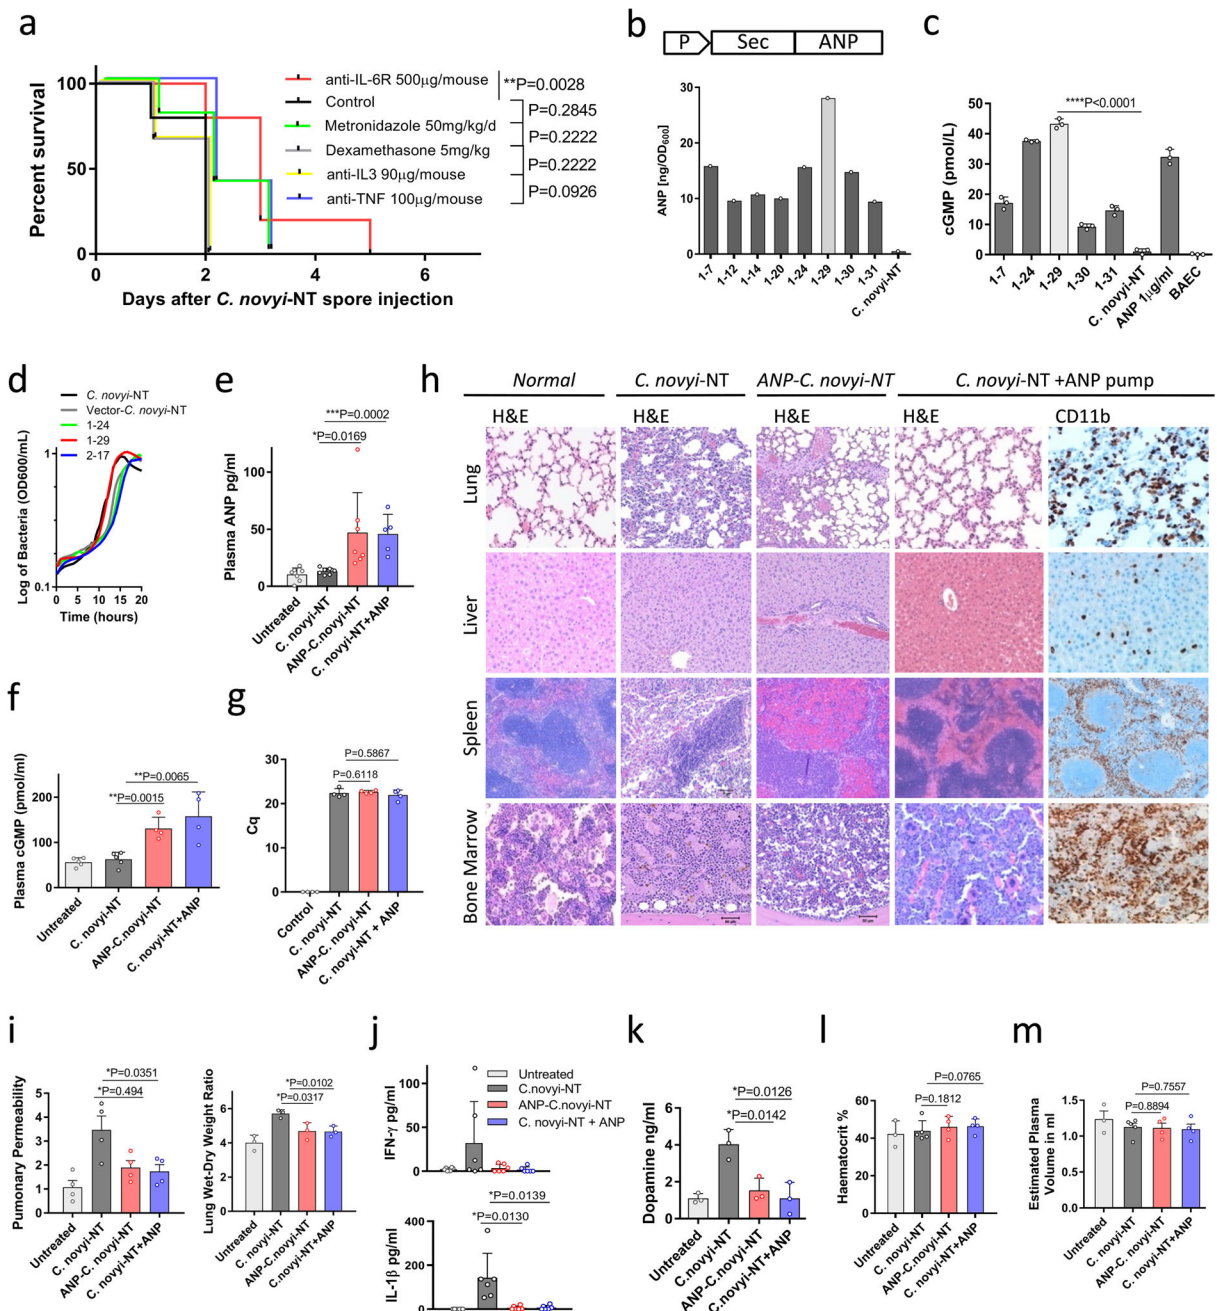 a
Percent survival
100
50
0
0
2
4
6
Days after C. novyi-NT spore injection
anti-IL-6R 500µg/mouse
Control
Metronidazole 50mg/kg/d
Dexamethasone 5mg/kg
anti-IL3 90µg/mouse
anti-TNF 100µg/mouse
**P=0.0028
P=0.2845
P=0.2222
P=0.2222
P=0.0926
b
P
Sec
ANP
ANP [ng/OD600]
30
20
10
0
1-7
1-12
1-14
1-20
1-24
1-29
1-30
1-31
C. novyi-NT
c
cGMP (pmol/L)
50
40
30
20
10
0
****P<0.0001
1-7
1-24
1-29
1-30
1-31
C. novyi-NT
ANP 1µg/ml
BAEC
d
C. novyi-NT
Vector-C. novyi-NT
1-24
1-29
2-17
Log of Bacteria (OD600/mL)
1
0.1
0
5
10
15
20
Time (hours)
e
***P=0.0002
*P=0.0169
Plasma ANP pg/ml
100
50
0
Untreated
C. novyi-NT
ANP-C.novyi-NT
C. novyi-NT+ANP
f
Plasma cGMP (pmol/ml)
200
100
0
**P=0.0065
**P=0.0015
Untreated
C. novyi-NT
ANP-C.novyi-NT
C. novyi-NT+ANP
g
Cq
30
20
10
0
P=0.5867
P=0.6118
Control
C. novyi-NT
ANP-C. novyi-NT
C. novyi-NT + ANP
h
Normal
C. novyi-NT
ANP-C. novyi-NT
C. novyi-NT +ANP pump
H&E
H&E
H&E
H&E
CD11b
Lung
Liver
Spleen
Bone Marrow
i
Pumonary Permeability
5
4
3
2
1
0
*P=0.0351
*P=0.494
Untreated
C. novyi-NT
ANP-C. novyi-NT
C. novyi-NT+ANP
Lung Wet-Dry Weight Ratio
8
6
4
2
0
*P=0.0102
*P=0.0317
Untreated
C. novyi-NT
ANP-C.novyi-NT
C.novyi-NT+ANP
j
Untreated
C.novyi-NT
ANP-C.novyi-NT
C. novyi-NT + ANP
IFN-γ pg/ml
100
50
0
*P=0.0139
*P=0.0130
IL-1β pg/ml
400
200
0
k
Dopamine ng/ml
6
4
2
0
*P=0.0126
*P=0.0142
Untreated
C.novyi-NT
ANP-C.novyi-NT
C.novyi-NT+ANP
l
Haematocrit %
60
40
20
0
P=0.0765
P=0.1812
Untreated
C. novyi-NT
ANP-C.novyi-NT
C. novyi-NT+ANP
m
Estimated Plasma
Volume in ml
1.5
1.0
0.5
0.0
P=0.7557
P=0.8894
Untreated
C. novyi-NT
ANP-C.novyi-NT
C. novyi-NT+ANP